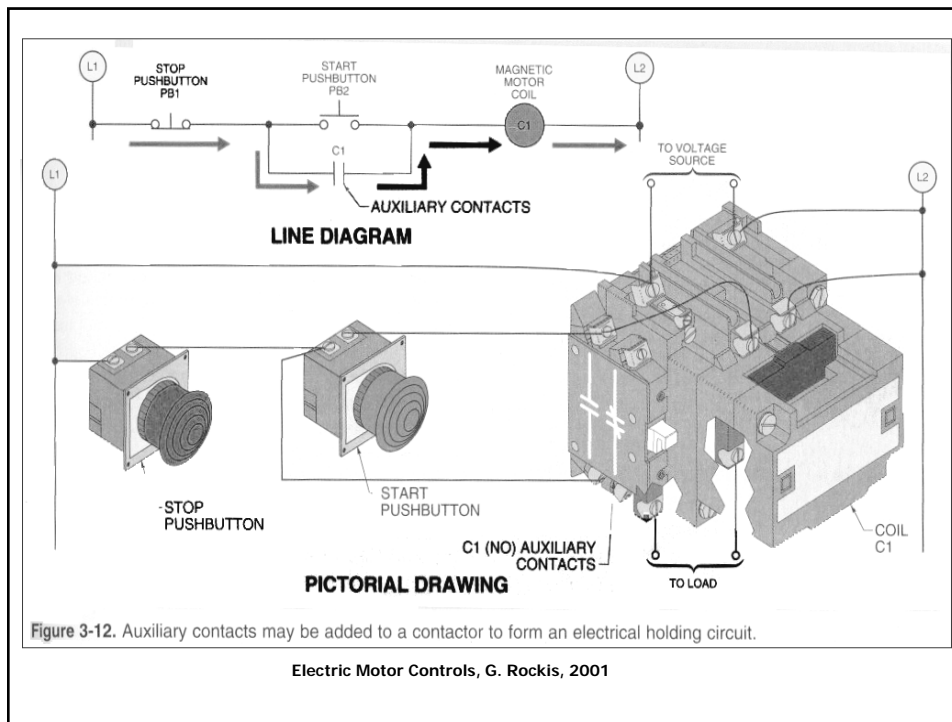 L1
STOP
PUSHBUTTON
PB1
START
PUSHBUTTON
PB2
MAGNETIC
MOTOR
COIL
L2
C1
C1
TO VOLTAGE
SOURCE
L1
L2
AUXILIARY CONTACTS
LINE DIAGRAM
STOP
PUSHBUTTON
START
PUSHBUTTON
C1 (NO) AUXILIARY
CONTACTS
TO LOAD
COIL
C1
PICTORIAL DRAWING
Figure 3-12. Auxiliary contacts may be added to a contactor to form an electrical holding circuit.
Electric Motor Controls, G. Rockis, 2001